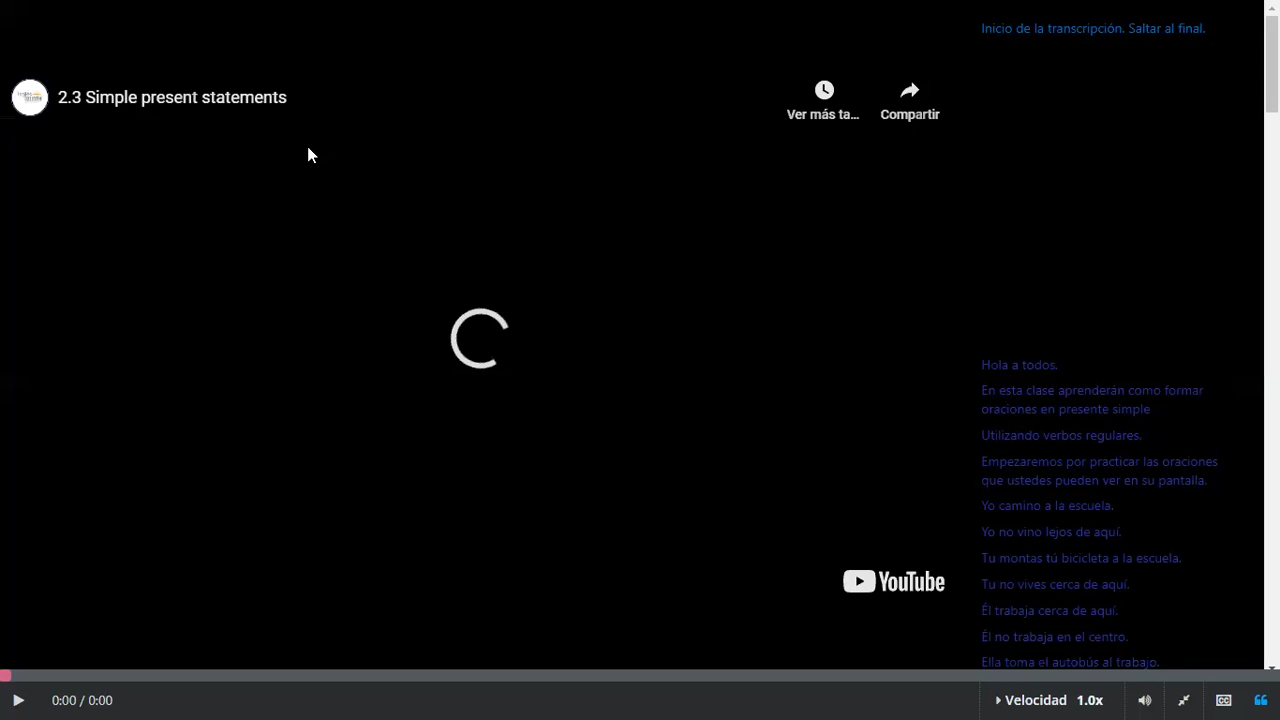 Inicio de la transcripción. Saltar al final.
2.3 Simple present statements
Ver más ta...
Compartir
Hola a todos.
En esta clase aprenderán como formar
oraciones en presente simple
Utilizando verbos regulares.
Empezaremos por practicar las oraciones
que ustedes pueden ver en su pantalla.
Yo camino a la escuela.
Yo no vino lejos de aquí.
Tu montas tú bicicleta a la escuela.
Tu no vives cerca de aquí.
Él trabaja cerca de aquí.
Él no trabaja en el centro.
Ella toma el autobús al trabajo.
YouTube
0:00 / 0:00
Velocidad 1.0x
CC